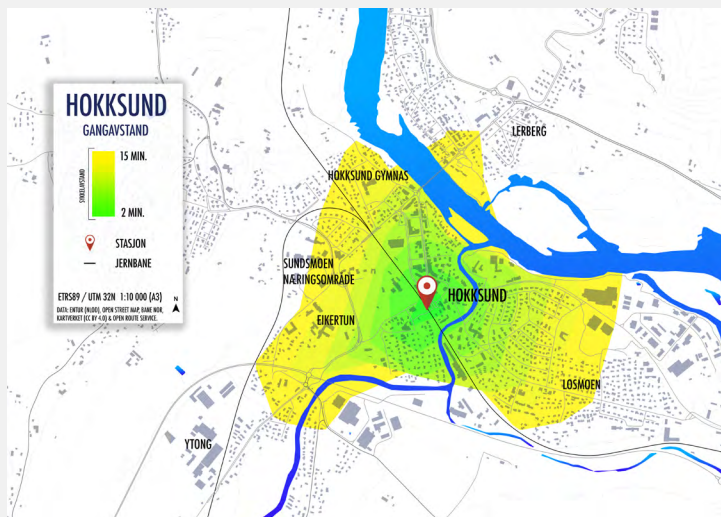 HOKKSUND
GANGAVSTAND
SYKKELAVSTAND
15 MIN.
2 MIN.
STASJON
JERNBANE
ETRS89 / UTM 32N 1:10 000 (A3)
N
DATA: ENTUR (NLOD), OPEN STREET MAP, BANE NOR,
KARTVERKET (CC BY 4.0) & OPEN ROUTE SERVICE.
LERBERG
HOKKSUND GYMNAS
SUNDSMOEN
NÆRINGSOMRÅDE
HOKKSUND
EIKERTUN
LOSMOEN
YTONG